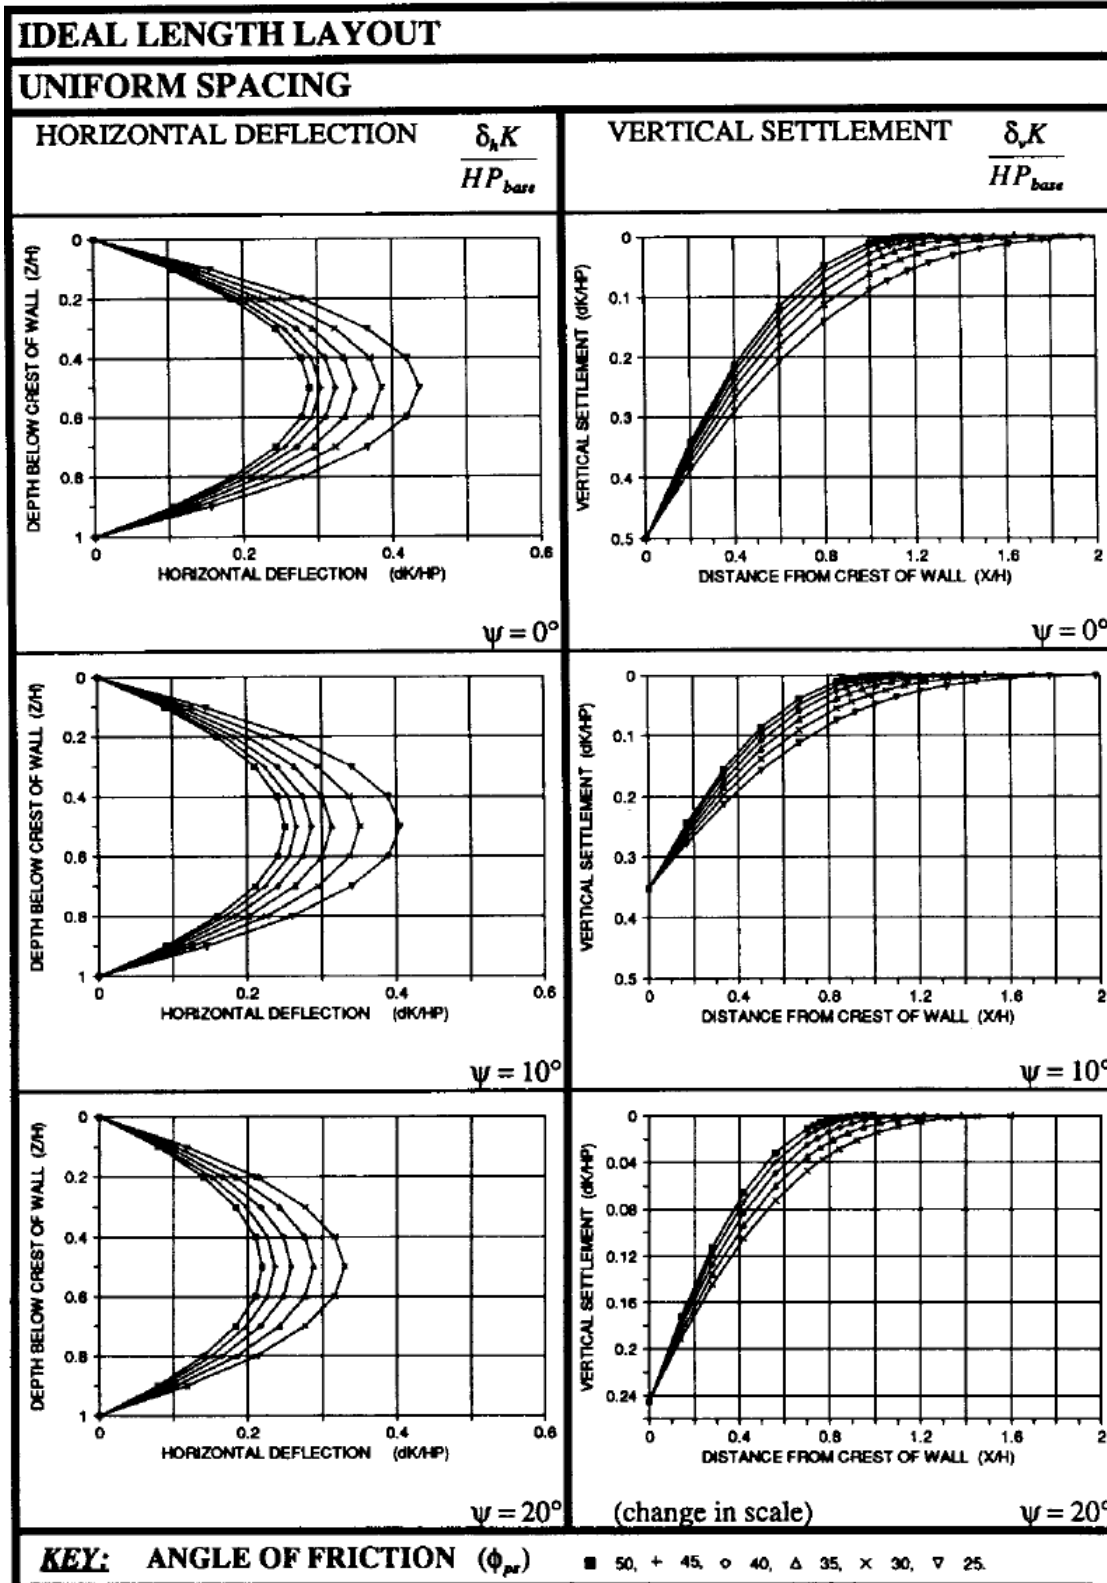 IDEAL LENGTH LAYOUT
UNIFORM SPACING
HORIZONTAL DEFLECTION δₕK
HP_base
VERTICAL SETTLEMENT δᵥK
HP_base
DEPTH BELOW CREST OF WALL (Z/H)
0
0.2
0.4
0.6
0.8
1
0 0.2 0.4 0.6
HORIZONTAL DEFLECTION (dK/HP)
ψ = 0°
VERTICAL SETTLEMENT (dK/HP)
0
0.1
0.2
0.3
0.4
0.5
0 0.4 0.8 1.2 1.6 2
DISTANCE FROM CREST OF WALL (X/H)
ψ = 0°
DEPTH BELOW CREST OF WALL (Z/H)
0
0.2
0.4
0.6
0.8
1
0 0.2 0.4 0.6
HORIZONTAL DEFLECTION (dK/HP)
ψ = 10°
VERTICAL SETTLEMENT (dK/HP)
0
0.1
0.2
0.3
0.4
0.5
0 0.4 0.8 1.2 1.6 2
DISTANCE FROM CREST OF WALL (X/H)
ψ = 10°
DEPTH BELOW CREST OF WALL (Z/H)
0
0.2
0.4
0.6
0.8
1
0 0.2 0.4 0.6
HORIZONTAL DEFLECTION (dK/HP)
ψ = 20°
VERTICAL SETTLEMENT (dK/HP)
0
0.04
0.08
0.12
0.16
0.2
0.24
0 0.4 0.8 1.2 1.6 2
DISTANCE FROM CREST OF WALL (X/H)
(change in scale) ψ = 20°
KEY: ANGLE OF FRICTION (ϕ_ps) ■ 50, + 45, ◇ 40, △ 35, × 30, ▽ 25.